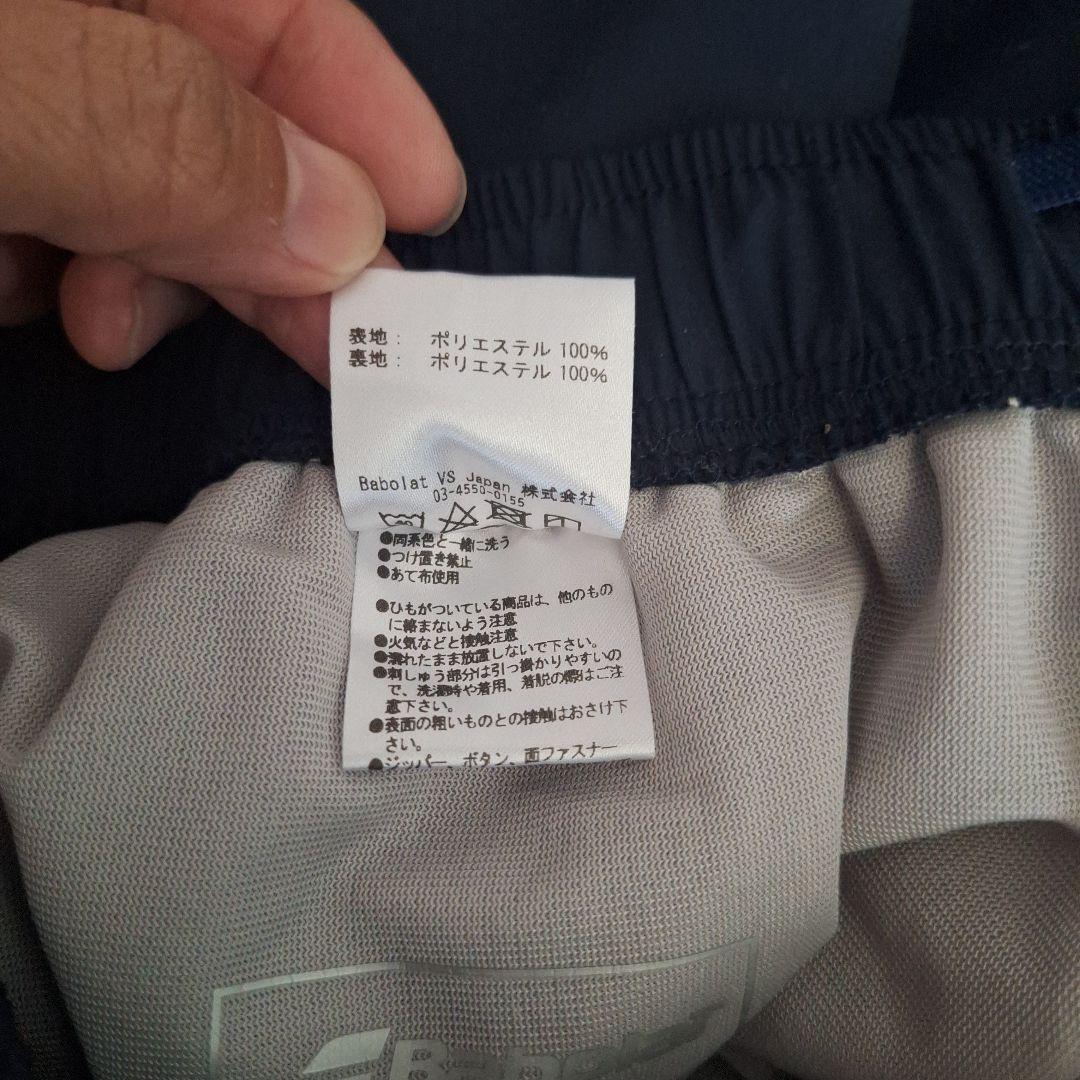 表地： ポリエステル 100%
裏地： ポリエステル 100%
Babolat VS Japan 株式会社
03-4550-0155
●同系色と一緒に洗う
●つけ置き禁止
●あて布使用
●ひもがついている商品は、他のもの
に絡まないよう注意
●火気などと接触注意
●濡れたまま放置しないで下さい。
●刺しゅう部分は引っ掛かりやすいの
で、洗濯時や着用、着脱の際はご注
意下さい。
●表面の粗いものとの接触はおさけ下
さい。
●ジッパー、ボタン、面ファスナー
Babolat